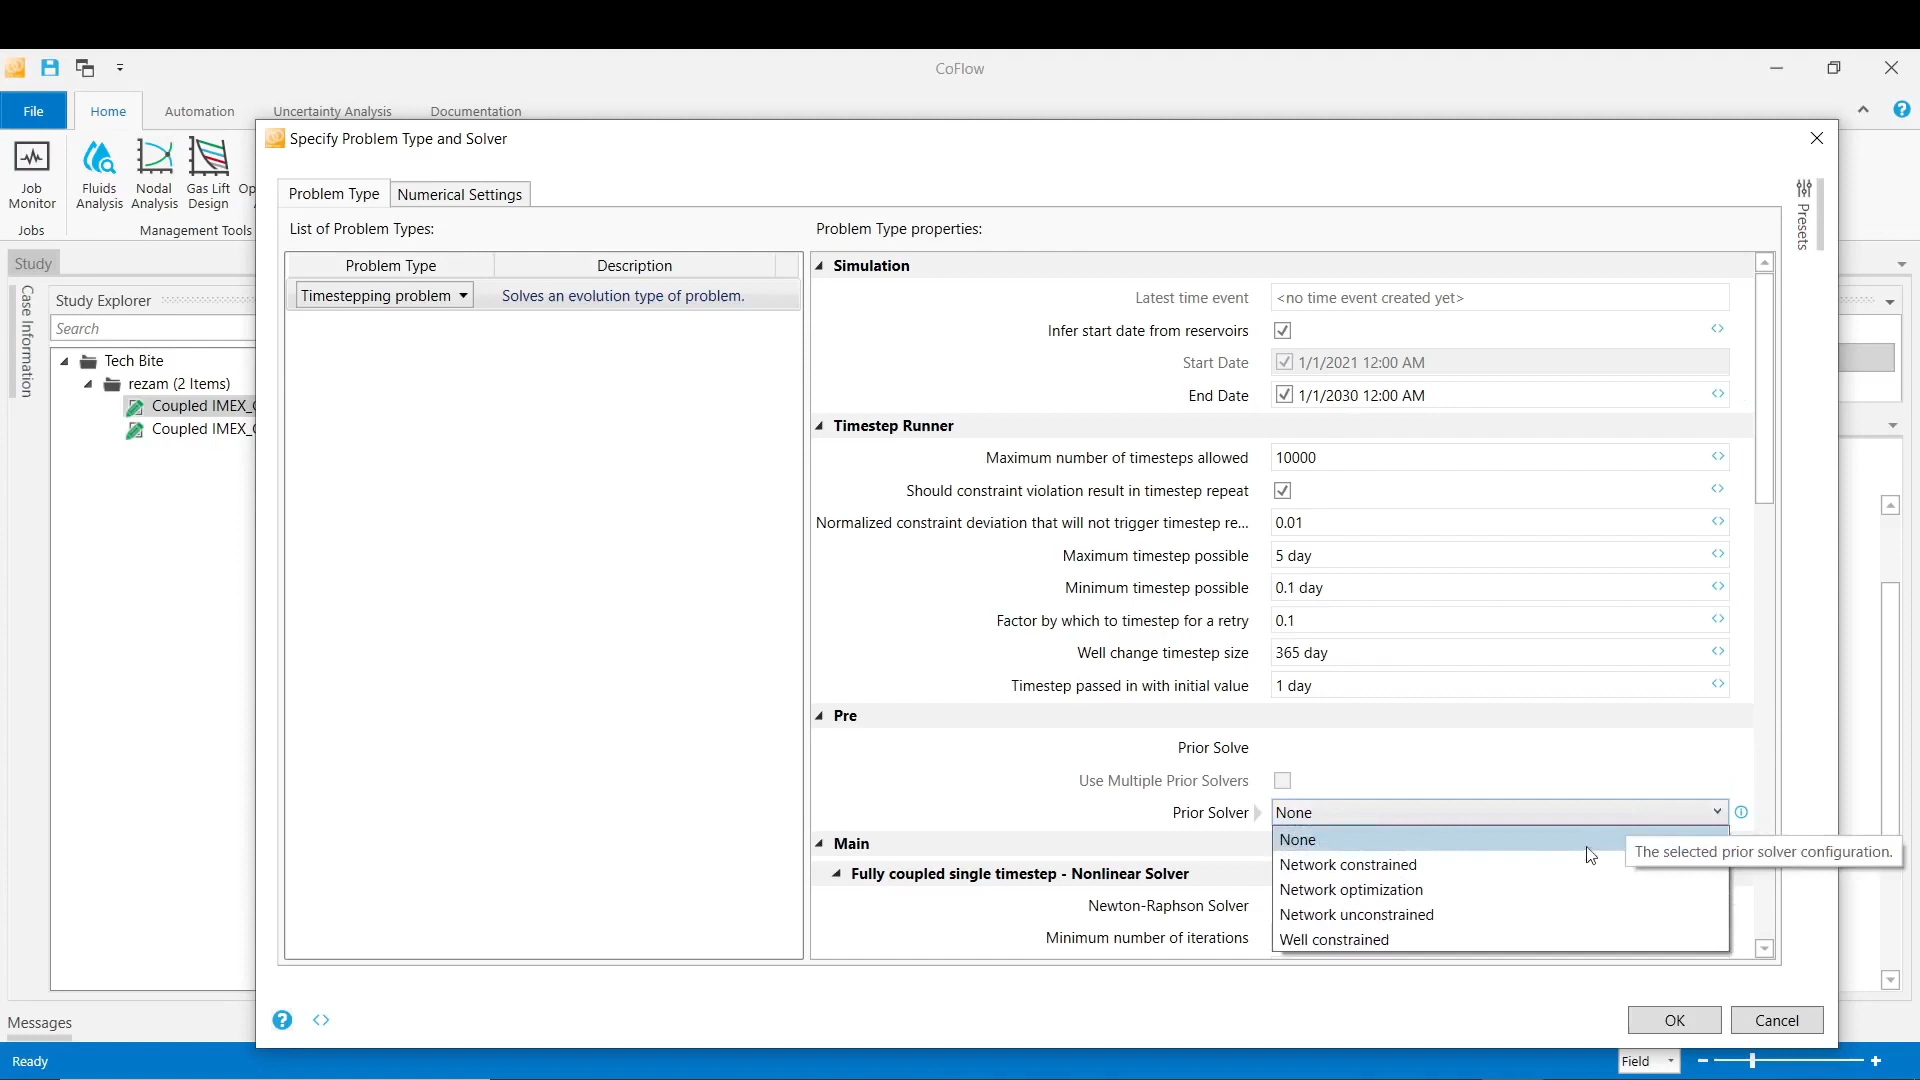 CoFlow
File
Home
Automation
Uncertainty Analysis
Documentation
Job
Monitor
Fluids
Analysis
Nodal
Analysis
Gas Lift
Design
Op
Jobs
Management Tools
Study
Case Information
Study Explorer
Search
Tech Bite
rezam (2 Items)
Coupled IMEX_
Coupled IMEX_
Messages
Ready
Field
Specify Problem Type and Solver
Problem Type
Numerical Settings
Presets
List of Problem Types:
Problem Type Description
Timestepping problem Solves an evolution type of problem.
Problem Type properties:
Simulation
Latest time event <no time event created yet>
Infer start date from reservoirs
Start Date 1/1/2021 12:00 AM
End Date 1/1/2030 12:00 AM
Timestep Runner
Maximum number of timesteps allowed 10000
Should constraint violation result in timestep repeat
Normalized constraint deviation that will not trigger timestep re... 0.01
Maximum timestep possible 5 day
Minimum timestep possible 0.1 day
Factor by which to timestep for a retry 0.1
Well change timestep size 365 day
Timestep passed in with initial value 1 day
Pre
Prior Solve
Use Multiple Prior Solvers
Prior Solver None
None
Network constrained
Network optimization
Network unconstrained
Well constrained
The selected prior solver configuration.
Main
Fully coupled single timestep - Nonlinear Solver
Newton-Raphson Solver
Minimum number of iterations
OK
Cancel